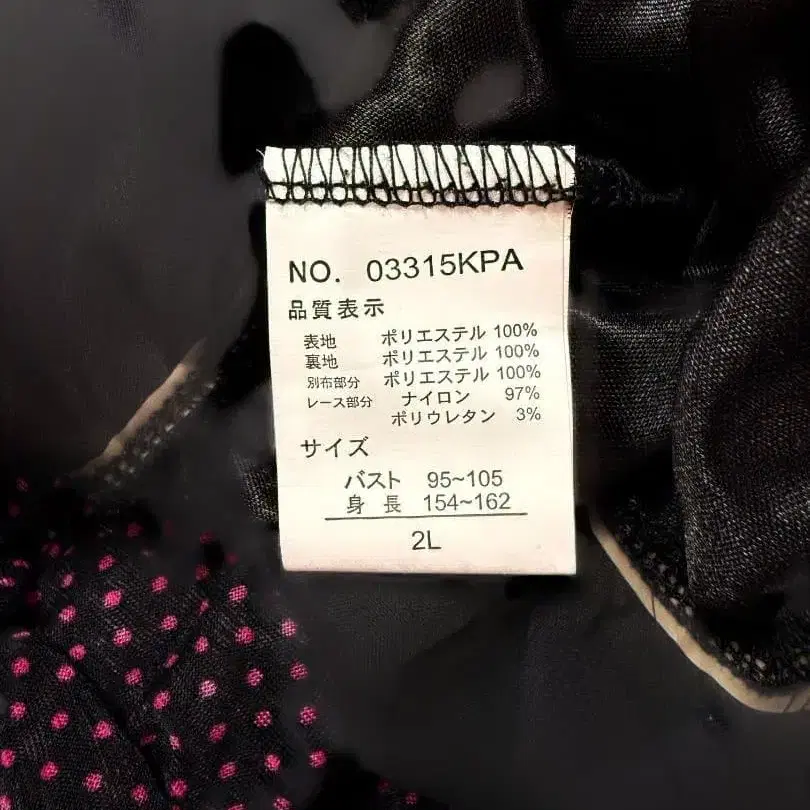 NO. 03315KPA
品質表示
表地 ポリエステル 100%
裏地 ポリエステル 100%
別布部分 ポリエステル 100%
レース部分 ナイロン 97%
ポリウレタン 3%
サイズ
バスト 95~105
身長 154~162
2L